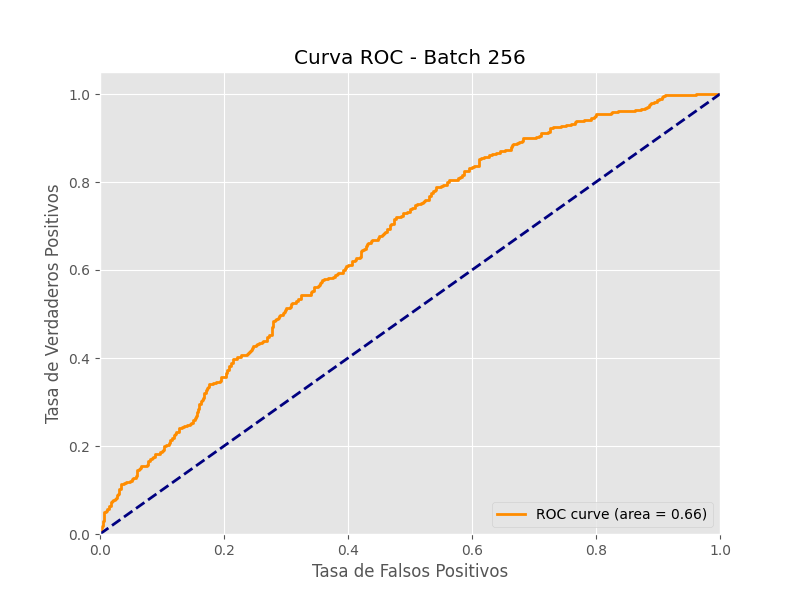 Curva ROC - Batch 256
Tasa de Verdaderos Positivos
1.0
0.8
0.6
0.4
0.2
0.0
0.0 0.2 0.4 0.6 0.8 1.0
Tasa de Falsos Positivos
ROC curve (area = 0.66)